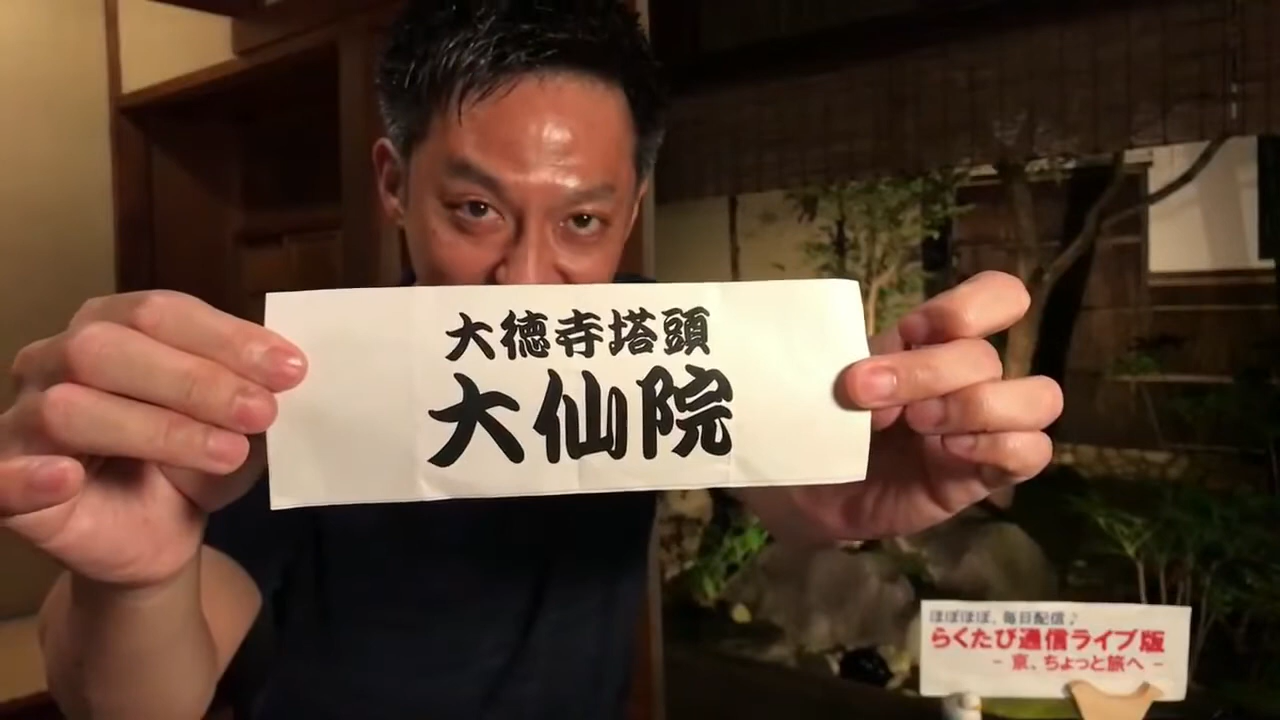 大徳寺塔頭
大仙院
ほぼほぼ、毎日配信♪
らくたび通信ライブ版
- 京、ちょっと旅へ -